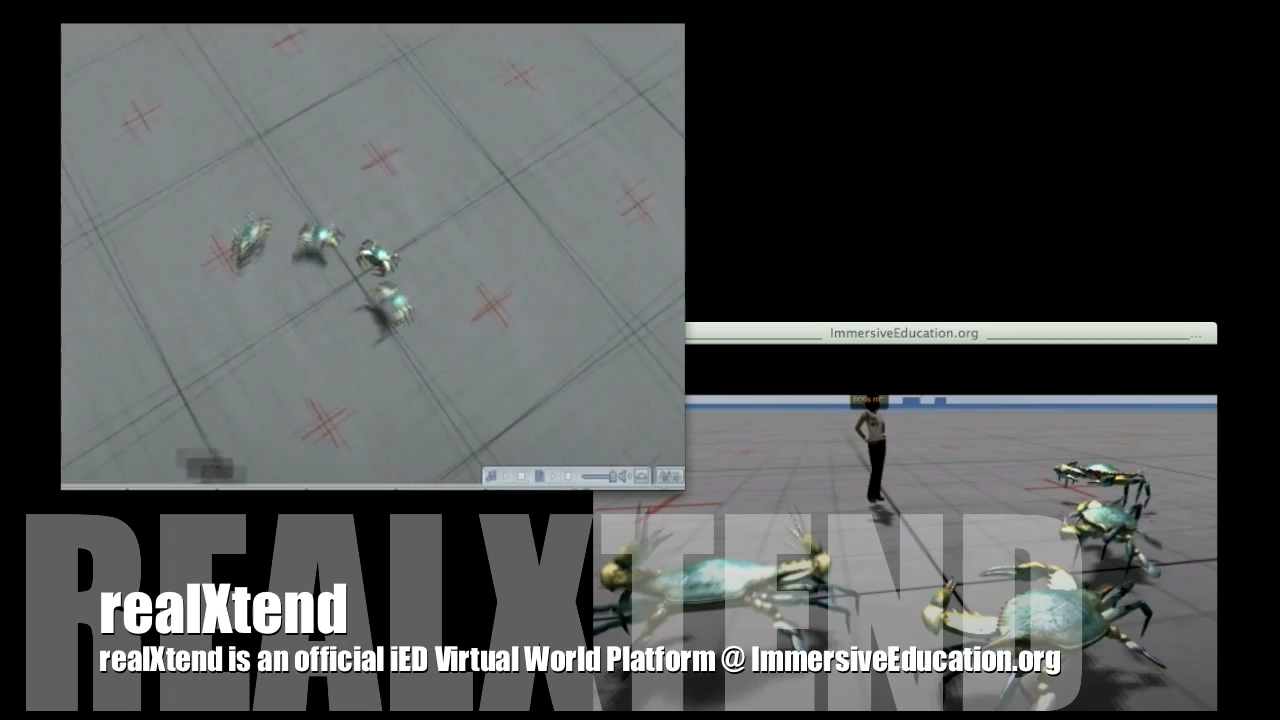 ImmersiveEducation.org
REALXTEND
realXtend
realXtend is an official iED Virtual World Platform @ ImmersiveEducation.org